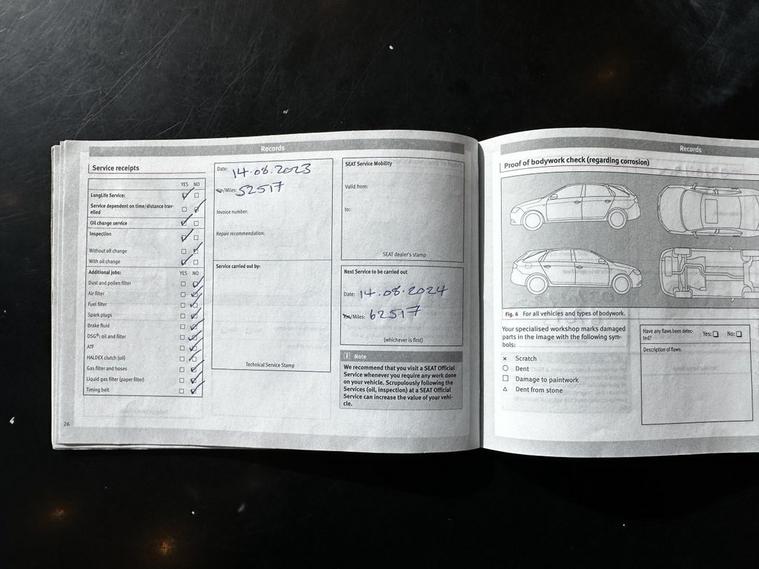 Records
Service receipts
YES NO
LongLife Service:
Service dependent on time/distance trav-
elled
Oil change service
Inspection
Without oil change
With oil change
Additional Jobs: YES NO
Dust and pollen filter
Air filter
Fuel filter
Spark plugs
Brake fluid
DSG®: oil and filter
ATF
HALDEX clutch (oil)
Gas filter and hoses
Liquid gas filter (paper filter)
Timing belt
26
Date: 14.08.2023
/Miles: 52517
Invoice number:
Repair recommendation:
Service carried out by:
Technical Service Stamp
SEAT Service Mobility
Valid from:
to:
SEAT dealer's stamp
Next Service to be carried out
Date: 14.08.2024
/Miles: 62517
(whichever is first)
i Note
We recommend that you visit a SEAT Official
Service whenever you require any work done
on your vehicle. Scrupulously following the
Services (oil, inspection) at a SEAT Official
Service can increase the value of your vehi-
cle.
Records
Proof of bodywork check (regarding corrosion)
Fig. 6 For all vehicles and types of bodywork.
Your specialised workshop marks damaged
parts in the image with the following sym-
bols:
× Scratch
○ Dent
□ Damage to paintwork
△ Dent from stone
Have any flaws been detec-
ted? Yes: No:
Description of flaws: